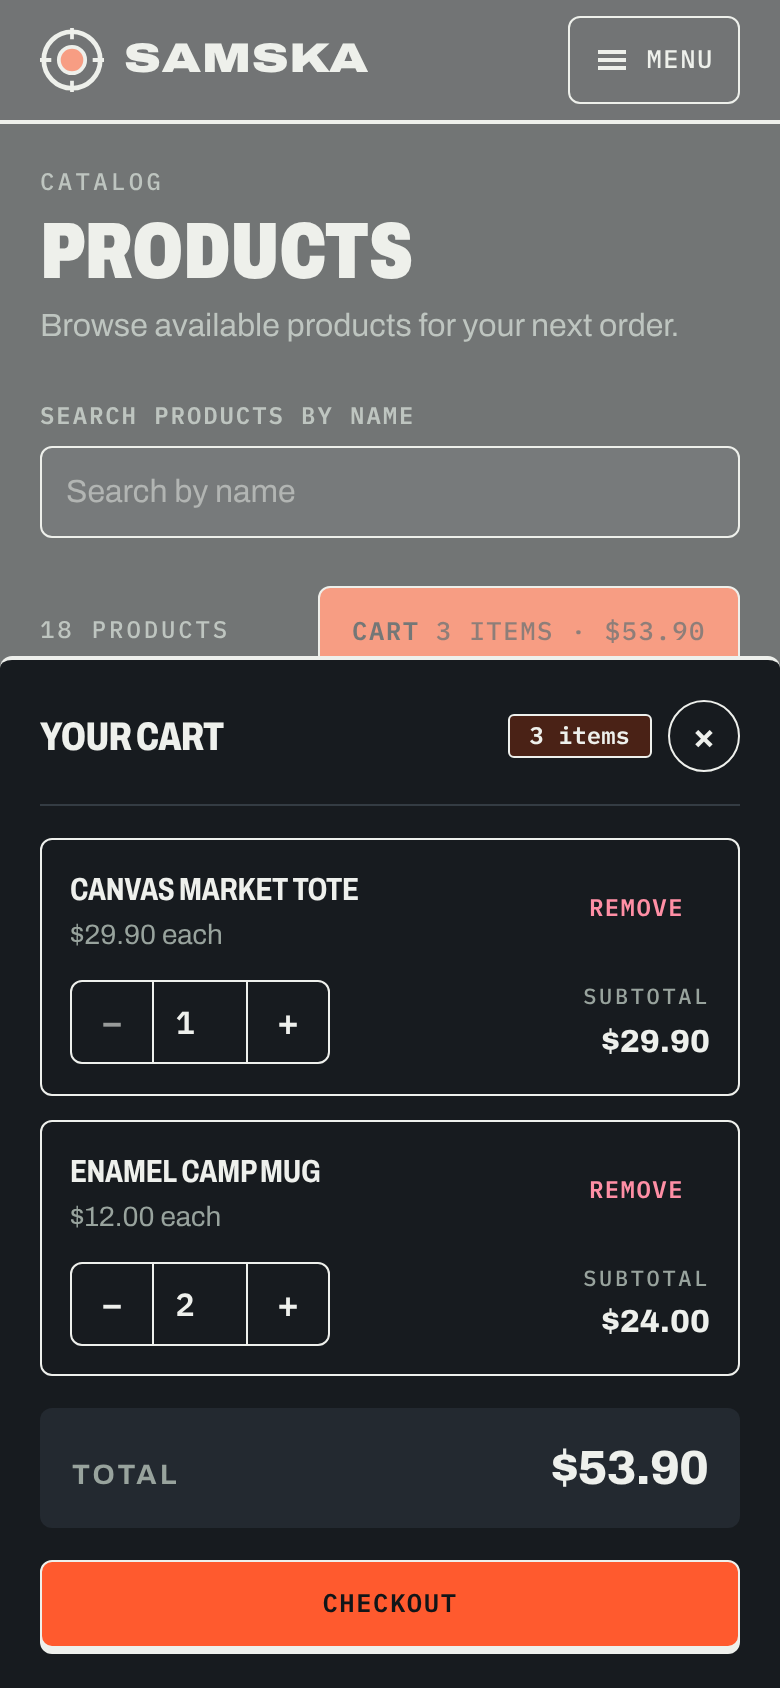 SAMSKA
MENU
CATALOG
PRODUCTS
Browse available products for your next order.
SEARCH PRODUCTS BY NAME
Search by name
18 PRODUCTS
CART 3 ITEMS · $53.90
YOUR CART
3 items
×
CANVAS MARKET TOTE
REMOVE
$29.90 each
SUBTOTAL
− 1 +
$29.90
ENAMEL CAMP MUG
REMOVE
$12.00 each
SUBTOTAL
− 2 +
$24.00
TOTAL
$53.90
CHECKOUT